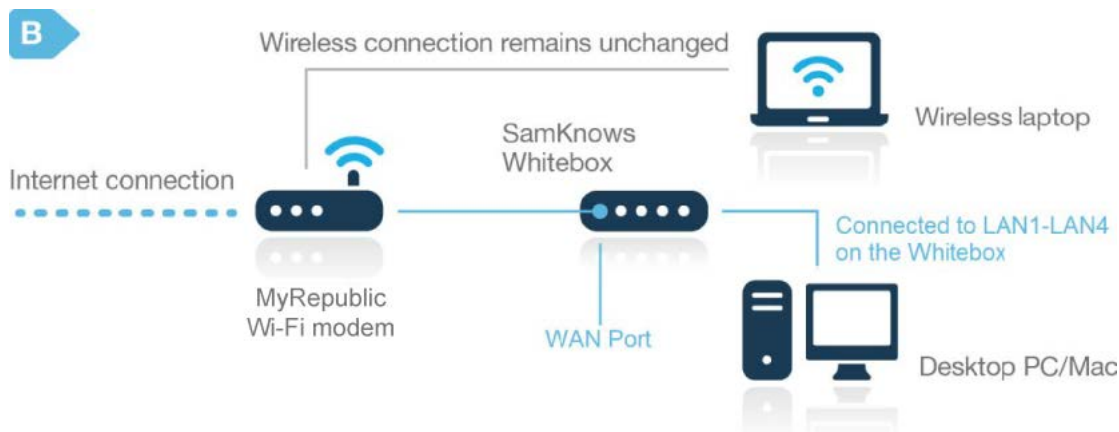 B
Wireless connection remains unchanged
Wireless laptop
SamKnows
Whitebox
Internet connection
Connected to LAN1-LAN4
on the Whitebox
MyRepublic
Wi-Fi modem
WAN Port
Desktop PC/Mac